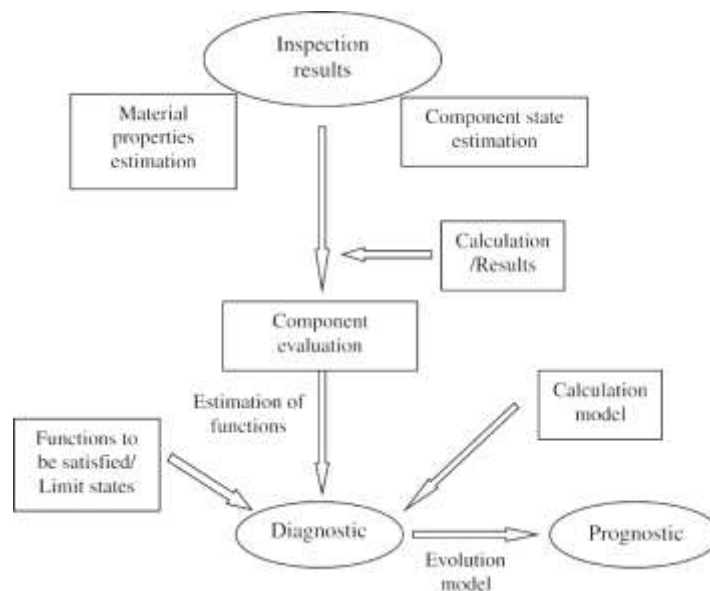 Inspection
results
Material
properties
estimation
Component state
estimation
Calculation
/Results
Component
evaluation
Estimation of
functions
Calculation
model
Functions to
be satisfied/
Limit states
Diagnostic
Evolution
model
Prognostic